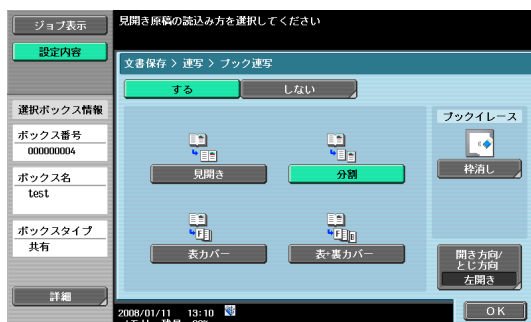 ジョブ表示
設定内容
見開き原稿の読込み方を選択してください
文書保存 > 連写 > ブック連写
する
しない
選択ボックス情報
ボックス番号
000000004
ボックス名
test
ボックスタイプ
共有
詳細
見開き
分割
表カバー
表+裏カバー
ブックイレース
枠消し
開き方向/
とじ方向
左開き
2008/01/11 13:10
OK